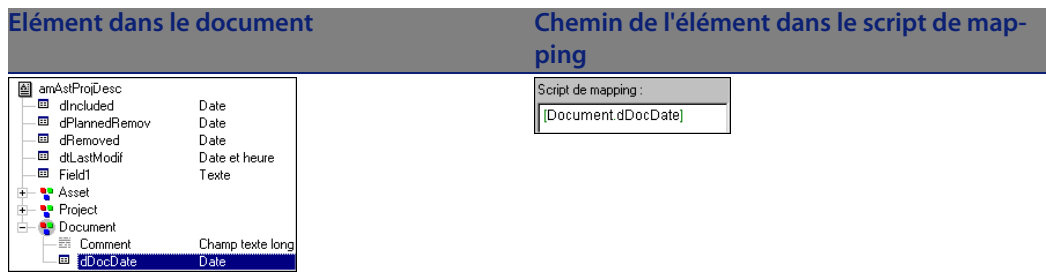 Elément dans le document
Chemin de l'élément dans le script de map-
ping
amAstProjDesc
dIncluded Date
dPlannedRemov Date
dRemoved Date
dtLastModif Date et heure
Field1 Texte
Asset
Project
Document
Comment Champ texte long
dDocDate Date
Script de mapping :
[Document.dDocDate]